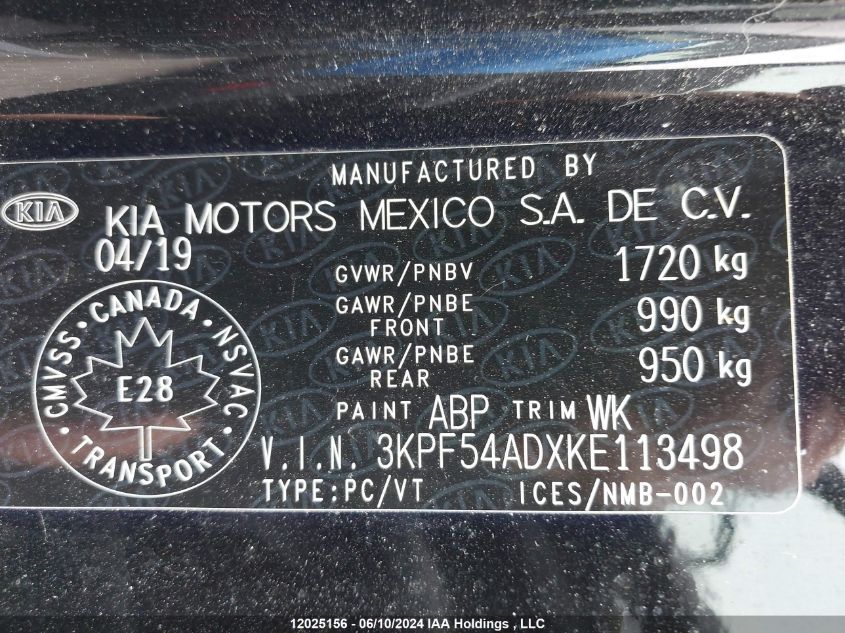 MANUFACTURED BY
KIA
KIA MOTORS MEXICO S.A. DE C.V.
04/19
GVWR/PNBV 1720 kg
GAWR/PNBE FRONT 990 kg
GAWR/PNBE REAR 950 kg
CMVSS · CANADA · NSVAC · TRANSPORT ·
E28
PAINT ABP TRIM WK
V.I.N. 3KPF54ADXKE113498
TYPE:PC/VT ICES/NMB-002
12025156 - 06/10/2024 IAA Holdings , LLC